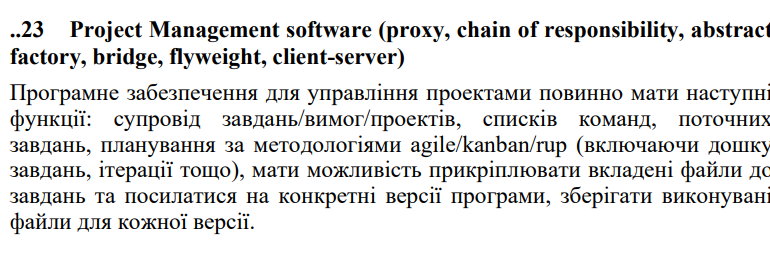 ..23 Project Management software (proxy, chain of responsibility, abstract
factory, bridge, flyweight, client-server)
Програмне забезпечення для управління проектами повинно мати наступні
функції: супровід завдань/вимог/проектів, списків команд, поточних
завдань, планування за методологіями agile/kanban/rup (включаючи дошку
завдань, ітерації тощо), мати можливість прикріплювати вкладені файли до
завдань та посилатися на конкретні версії програми, зберігати виконувані
файли для кожної версії.